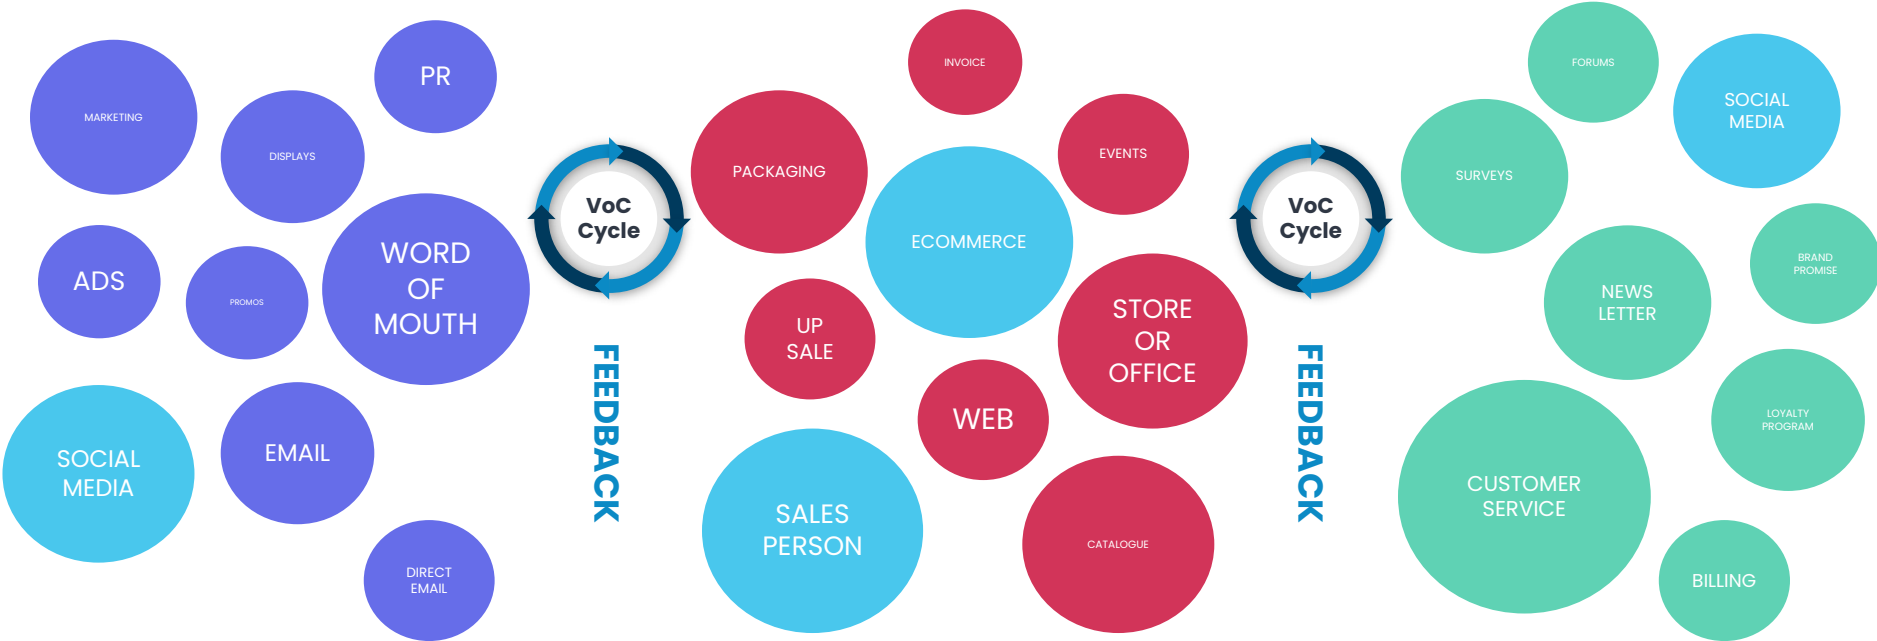 MARKETING
PR
DISPLAYS
ADS
PROMOS
WORD
OF
MOUTH
SOCIAL
MEDIA
EMAIL
DIRECT
EMAIL
VoC
Cycle
FEEDBACK
INVOICE
PACKAGING
EVENTS
ECOMMERCE
UP
SALE
STORE
OR
OFFICE
WEB
SALES
PERSON
CATALOGUE
VoC
Cycle
FEEDBACK
FORUMS
SOCIAL
MEDIA
SURVEYS
BRAND
PROMISE
NEWS
LETTER
LOYALTY
PROGRAM
CUSTOMER
SERVICE
BILLING